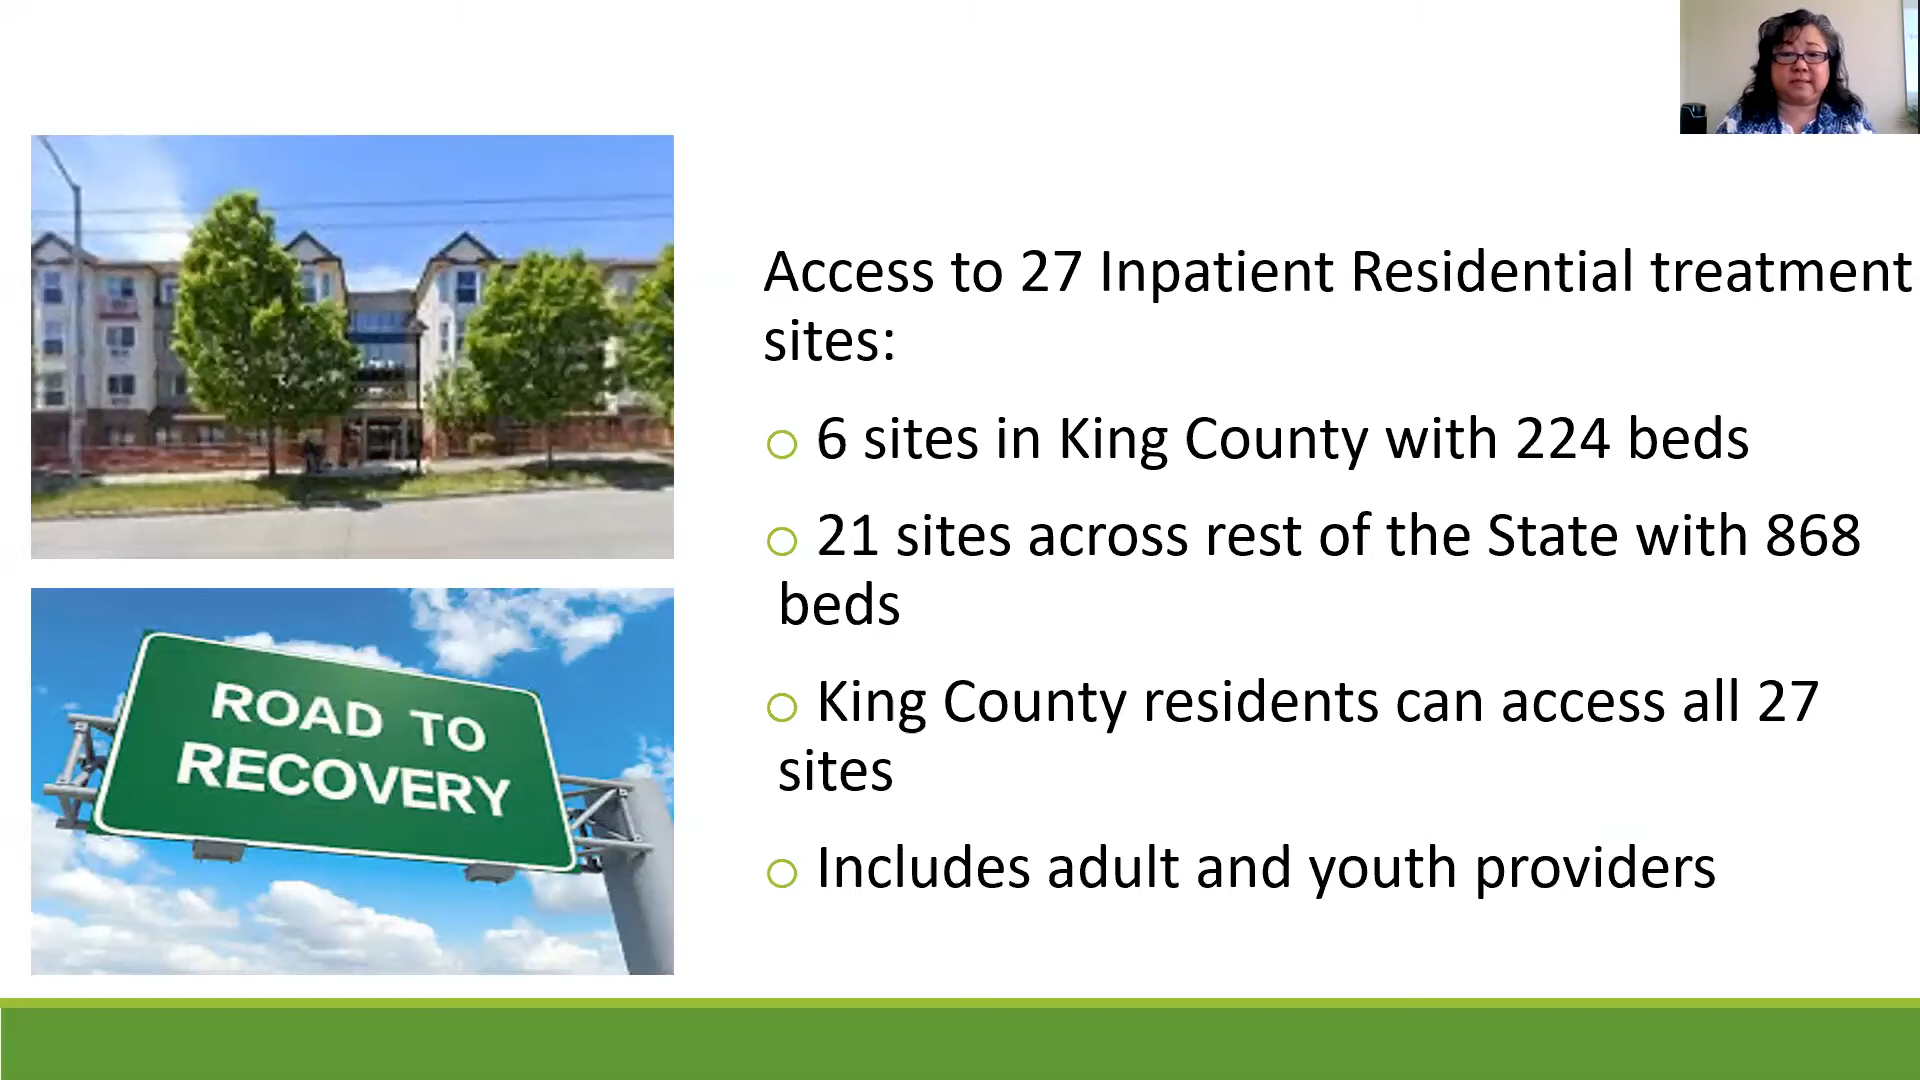 Access to 27 Inpatient Residential treatment
sites:
6 sites in King County with 224 beds
21 sites across rest of the State with 868
beds
King County residents can access all 27
sites
Includes adult and youth providers
ROAD TO
RECOVERY